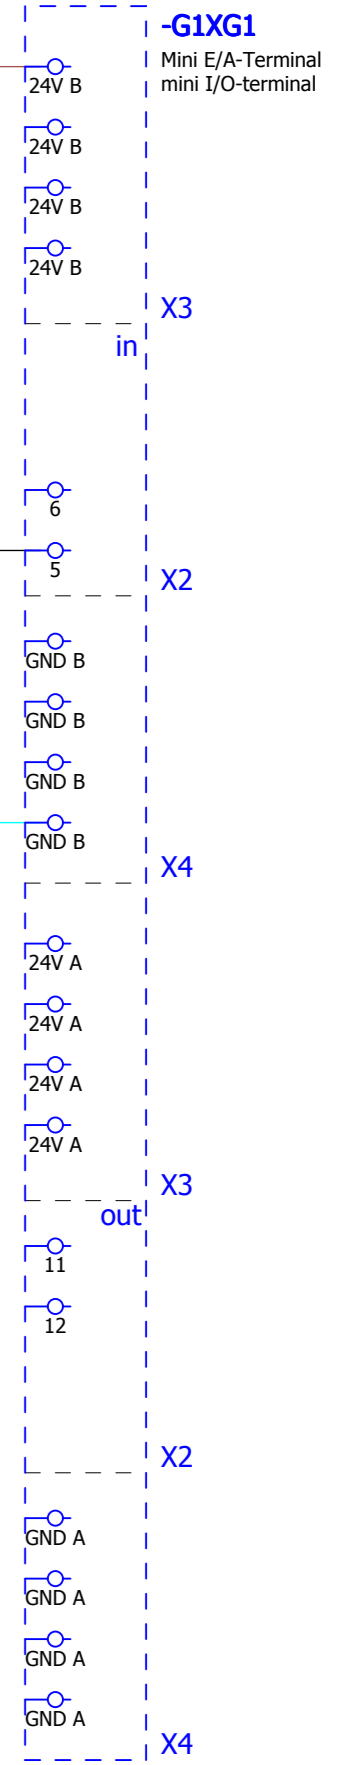 -G1XG1
Mini E/A-Terminal
mini I/O-terminal
24V B
24V B
24V B
24V B
X3
in
6
5
X2
GND B
GND B
GND B
GND B
X4
24V A
24V A
24V A
24V A
X3
out
11
12
X2
GND A
GND A
GND A
GND A
X4